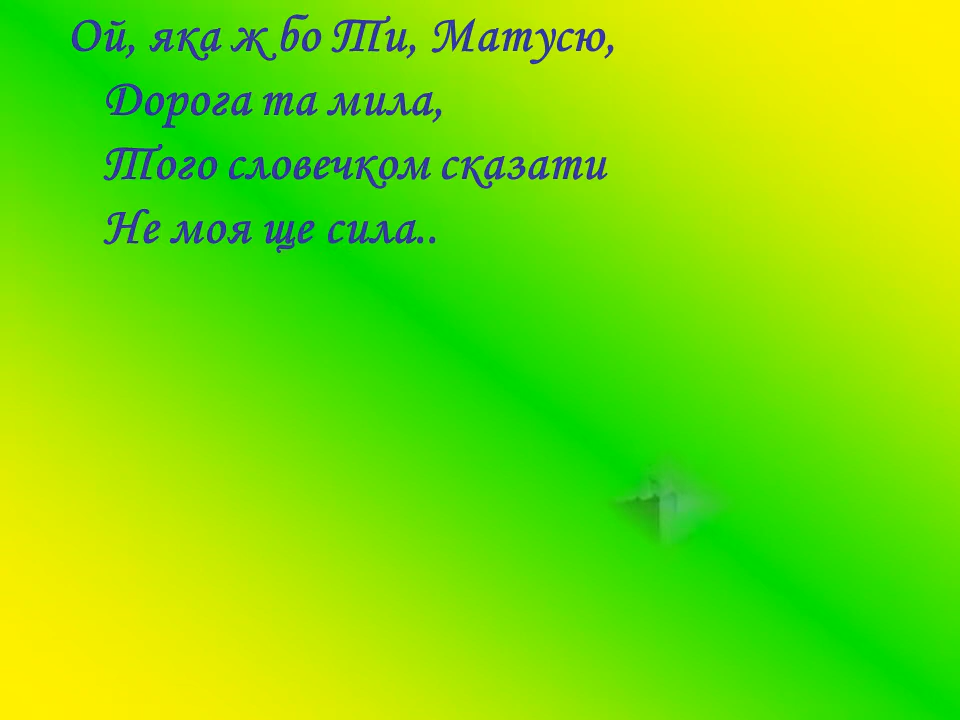 Ой, яка ж бо Ти, Матусю,
Дорога та мила,
Того словечком сказати
Не моя ще сила..